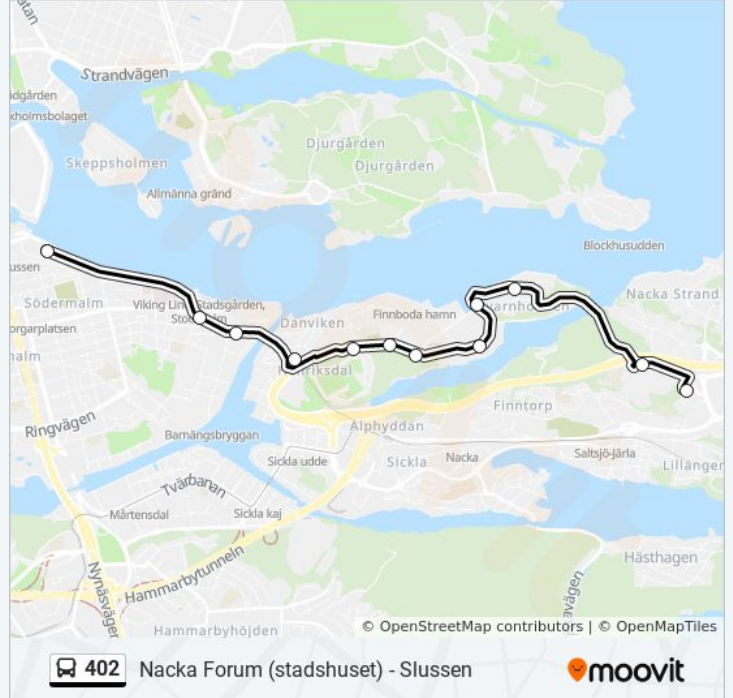 Strandvägen
Skeppsholmen
Djurgården
Djurgården
Allmänna gränd
Blockhusudden
Södermalm
Viking Line Stadsgården,
Danviken
Finnboda hamn
Nacka Strand
Finntorp
Ringvägen
Alphyddan
Barnängsbryggan
Sickla udde
Sickla
Nacka
Saltsjö-Järla
Tvärbanan
Mårtensdal
Sickla kaj
Hammarbytunneln
Hästhagen
Hammarbyhöjden
© OpenStreetMap contributors | © OpenMapTiles
402 Nacka Forum (stadshuset) - Slussen
moovit